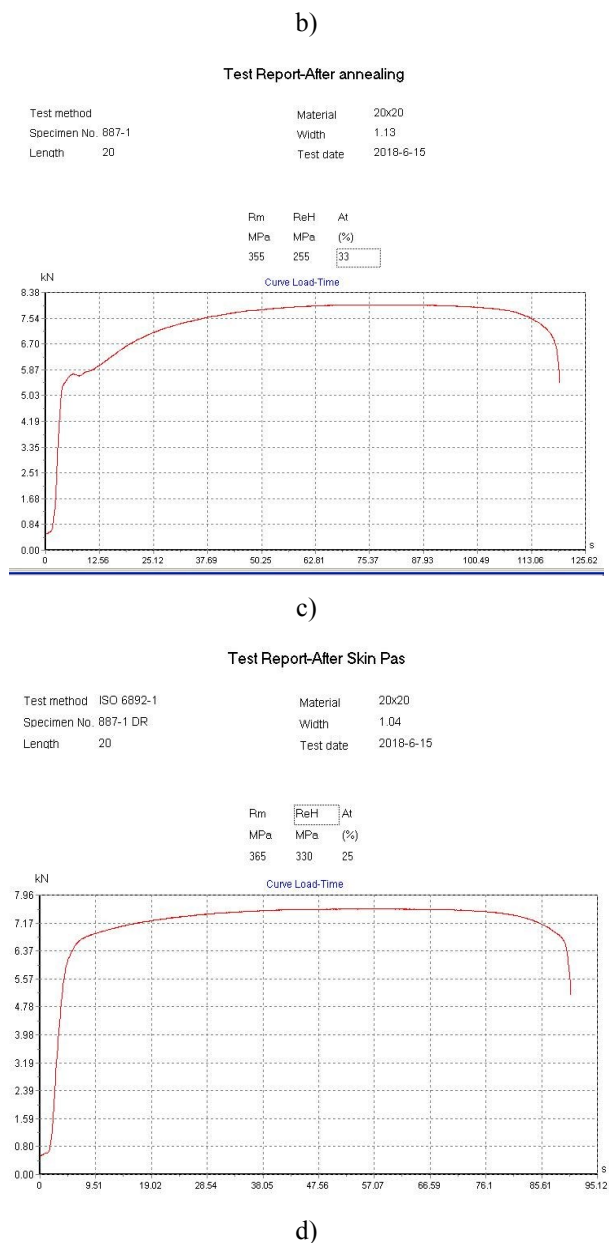 b)
Test Report-After annealing
Test method Material 20x20
Specimen No. 887-1 Width 1.13
Length 20 Test date 2018-6-15
Rm ReH At
MPa MPa (%)
355 255 33
kN Curve Load-Time
8.38
7.54
6.70
5.87
5.03
4.19
3.35
2.51
1.68
0.84
0.00
0 12.56 25.12 37.69 50.25 62.81 75.37 87.93 100.49 113.06 125.62 s
c)
Test Report-After Skin Pas
Test method ISO 6892-1 Material 20x20
Specimen No. 887-1 DR Width 1.04
Length 20 Test date 2018-6-15
Rm ReH At
MPa MPa (%)
365 330 25
kN Curve Load-Time
7.96
7.17
6.37
5.57
4.78
3.98
3.19
2.39
1.59
0.80
0.00
0 9.51 19.02 28.54 38.05 47.56 57.07 66.59 76.1 85.61 95.12 s
d)